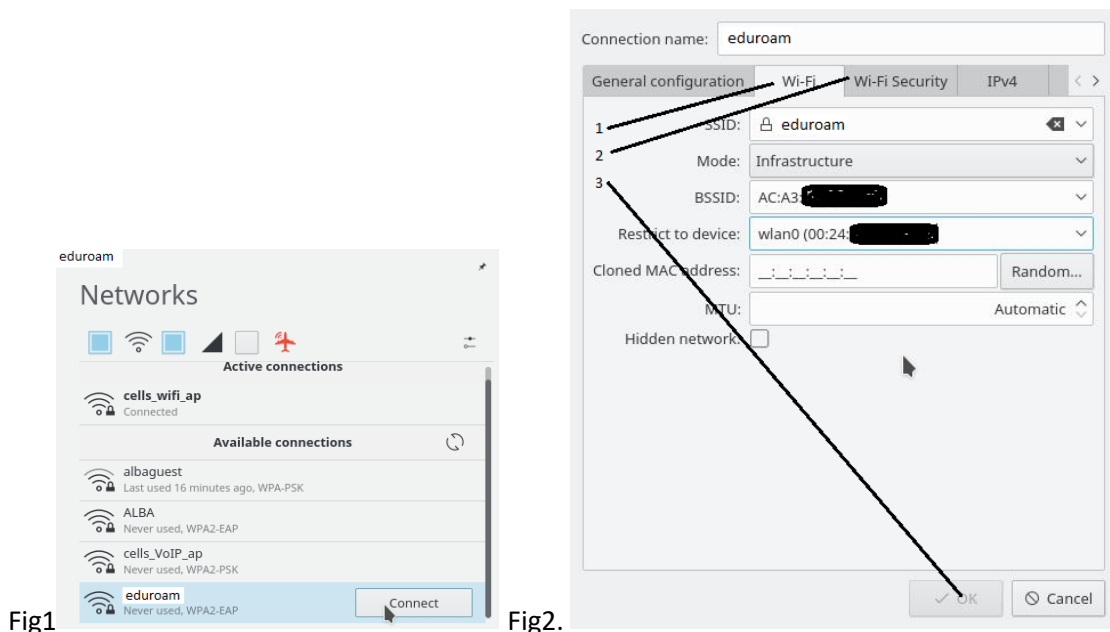 eduroam
Networks
Active connections
cells_wifi_ap
Connected
Available connections
albaguest
Last used 16 minutes ago, WPA-PSK
ALBA
Never used, WPA2-EAP
cells_VoIP_ap
Never used, WPA2-PSK
eduroam
Never used, WPA2-EAP
Connect
Fig1
Connection name: eduroam
General configuration Wi-Fi Wi-Fi Security IPv4
1
SSID: eduroam
2
Mode: Infrastructure
3
BSSID: AC:A3:
Restrict to device: wlan0 (00:24:
Cloned MAC address: __:__:__:__:__:__ Random...
MTU: Automatic
Hidden network:
OK Cancel
Fig2.